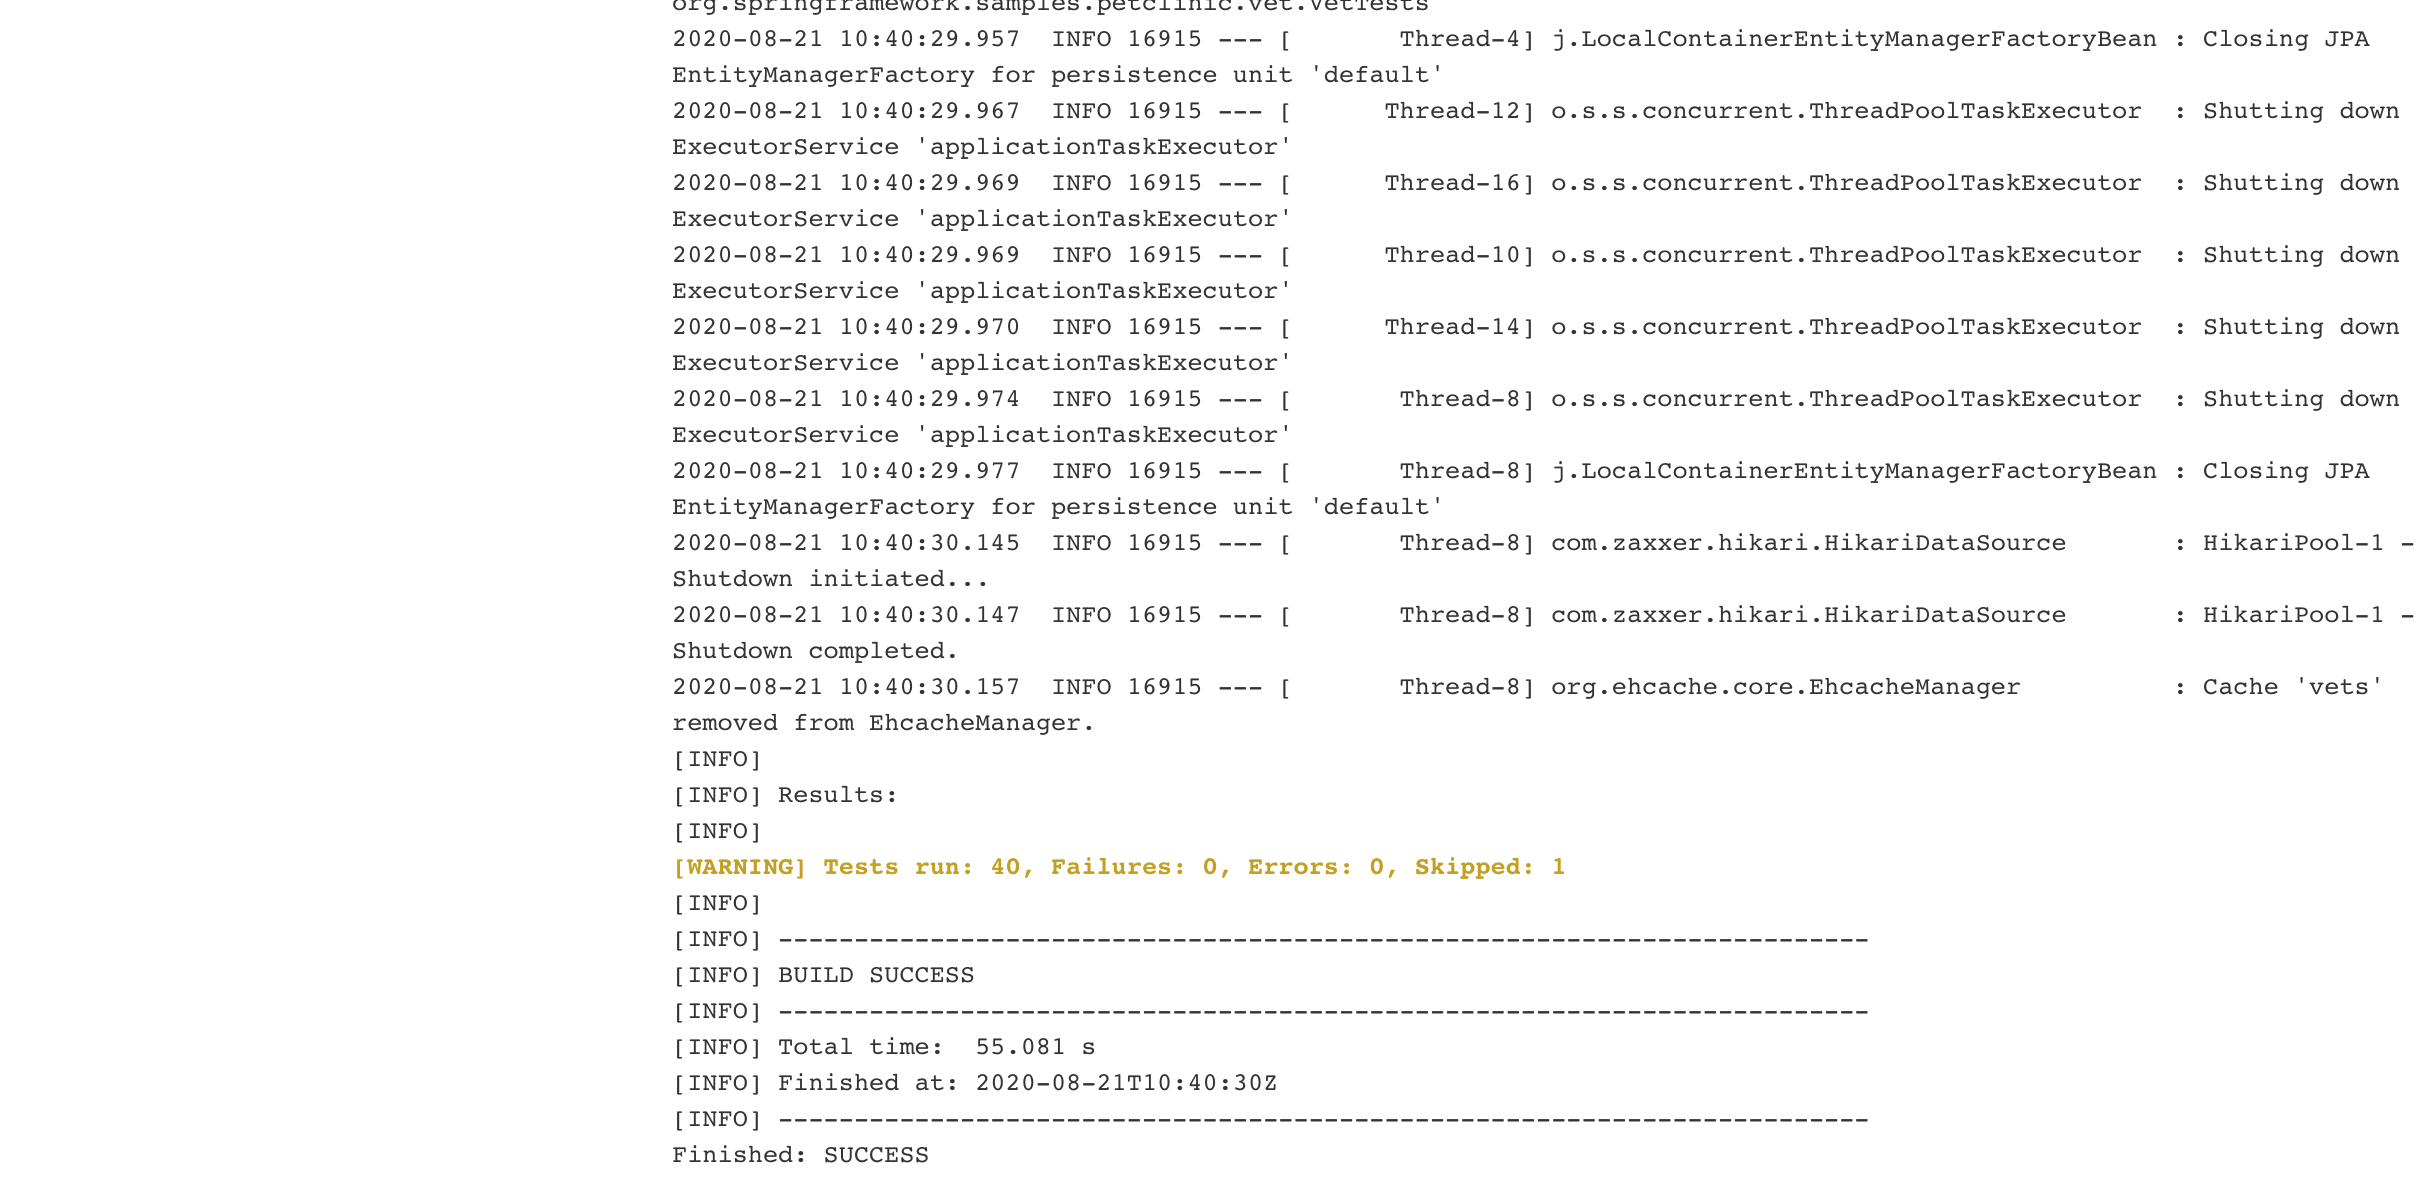 org.springframework.samples.petclinic.vet.VetTests
2020-08-21 10:40:29.957  INFO 16915 --- [       Thread-4] j.LocalContainerEntityManagerFactoryBean : Closing JPA
EntityManagerFactory for persistence unit 'default'
2020-08-21 10:40:29.967  INFO 16915 --- [      Thread-12] o.s.s.concurrent.ThreadPoolTaskExecutor  : Shutting down
ExecutorService 'applicationTaskExecutor'
2020-08-21 10:40:29.969  INFO 16915 --- [      Thread-16] o.s.s.concurrent.ThreadPoolTaskExecutor  : Shutting down
ExecutorService 'applicationTaskExecutor'
2020-08-21 10:40:29.969  INFO 16915 --- [      Thread-10] o.s.s.concurrent.ThreadPoolTaskExecutor  : Shutting down
ExecutorService 'applicationTaskExecutor'
2020-08-21 10:40:29.970  INFO 16915 --- [      Thread-14] o.s.s.concurrent.ThreadPoolTaskExecutor  : Shutting down
ExecutorService 'applicationTaskExecutor'
2020-08-21 10:40:29.974  INFO 16915 --- [       Thread-8] o.s.s.concurrent.ThreadPoolTaskExecutor  : Shutting down
ExecutorService 'applicationTaskExecutor'
2020-08-21 10:40:29.977  INFO 16915 --- [       Thread-8] j.LocalContainerEntityManagerFactoryBean : Closing JPA
EntityManagerFactory for persistence unit 'default'
2020-08-21 10:40:30.145  INFO 16915 --- [       Thread-8] com.zaxxer.hikari.HikariDataSource       : HikariPool-1 -
Shutdown initiated...
2020-08-21 10:40:30.147  INFO 16915 --- [       Thread-8] com.zaxxer.hikari.HikariDataSource       : HikariPool-1 -
Shutdown completed.
2020-08-21 10:40:30.157  INFO 16915 --- [       Thread-8] org.ehcache.core.EhcacheManager          : Cache 'vets'
removed from EhcacheManager.
[INFO]
[INFO] Results:
[INFO]
[WARNING] Tests run: 40, Failures: 0, Errors: 0, Skipped: 1
[INFO]
[INFO] ------------------------------------------------------------------------
[INFO] BUILD SUCCESS
[INFO] ------------------------------------------------------------------------
[INFO] Total time:  55.081 s
[INFO] Finished at: 2020-08-21T10:40:30Z
[INFO] ------------------------------------------------------------------------
Finished: SUCCESS